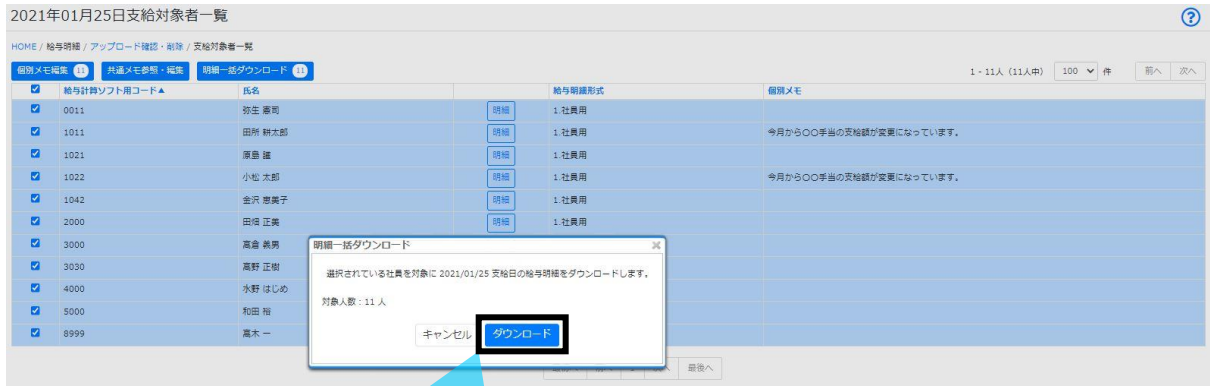 2021年01月25日支給対象者一覧
HOME / 給与明細 / アップロード確認・削除 / 支給対象者一覧
個別メモ編集 11 共通メモ参照・編集 明細一括ダウンロード 11 1 - 11人 (11人中) 100 件 前へ 次へ
給与計算ソフト用コード▲ 氏名 給与明細形式 個別メモ
0011 弥生 憲司 明細 1.社員用
1011 田所 耕太郎 明細 1.社員用 今月から〇〇手当の支給額が変更になっています。
1021 原島 謹 明細 1.社員用
1022 小松 太郎 明細 1.社員用 今月から〇〇手当の支給額が変更になっています。
1042 金沢 恵美子 明細 1.社員用
2000 田畑 正美 明細 1.社員用
3000 高倉 義男
3030 高野 正樹
4000 水野 はじめ
5000 和田 裕
8999 高木 一
明細一括ダウンロード
選択されている社員を対象に 2021/01/25 支給日の給与明細をダウンロードします。
対象人数：11 人
キャンセル ダウンロード
最後へ